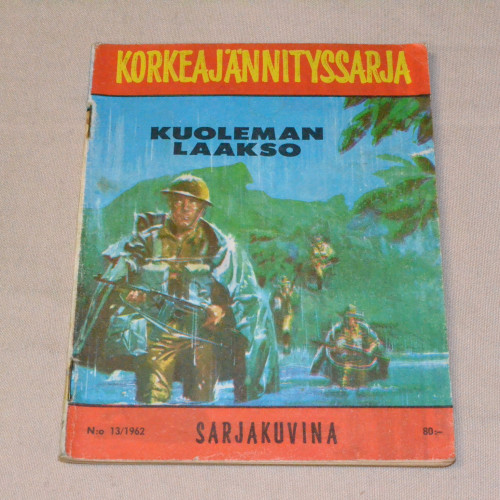 KORKEAJÄNNITYSSARJA
KUOLEMAN
LAAKSO
N:o 13/1962 SARJAKUVINA 80:-